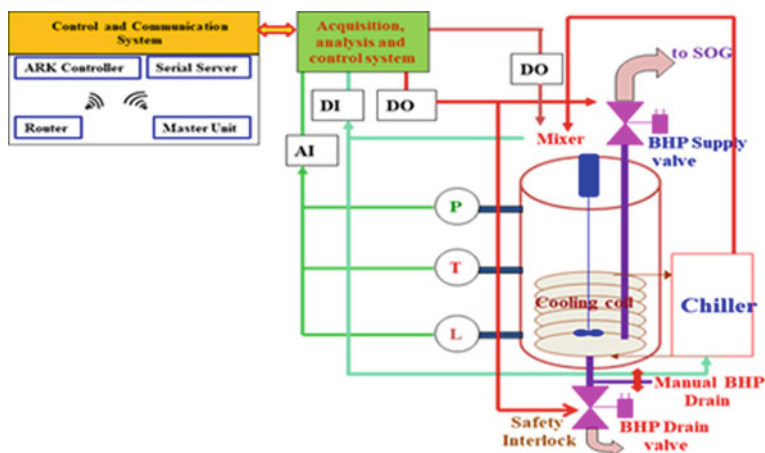 Control and Communication
System
ARK Controller
Serial Server
Router
Master Unit
Acquisition,
analysis and
control system
DO
DI
DO
AI
to SOG
Mixer
BHP Supply
valve
P
T
L
Cooling coil
Chiller
Manual BHP
Drain
Safety
Interlock
BHP Drain
valve